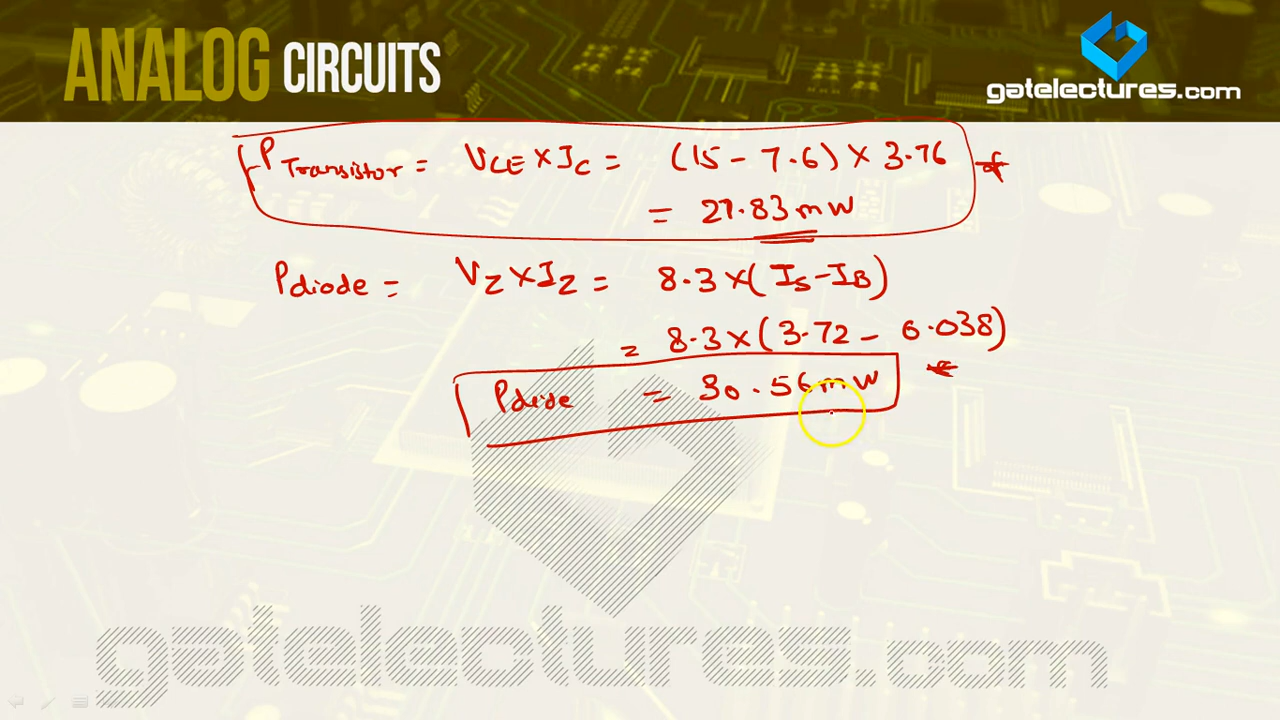 ANALOG CIRCUITS
gatelectures.com
P Transistor = VCE × IC = (15 - 7.6) × 3.76
= 27.83 mW
Pdiode = VZ × IZ = 8.3 × (IS - IB)
= 8.3 × (3.72 - 0.038)
Pdiode = 30.56 mW
gatelectures.com